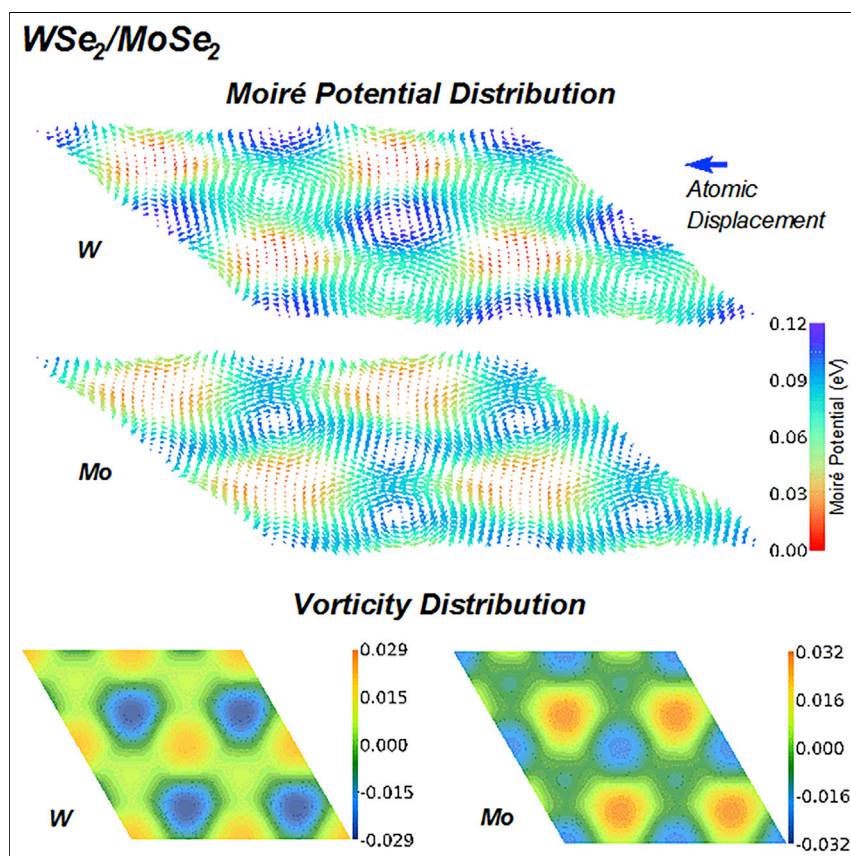 WSe2/MoSe2
Moiré Potential Distribution
Atomic
Displacement
W
0.12
0.09
0.06
0.03
0.00
Moiré Potential (eV)
Mo
Vorticity Distribution
0.029
0.015
0.000
-0.015
-0.029
W
0.032
0.016
0.000
-0.016
-0.032
Mo